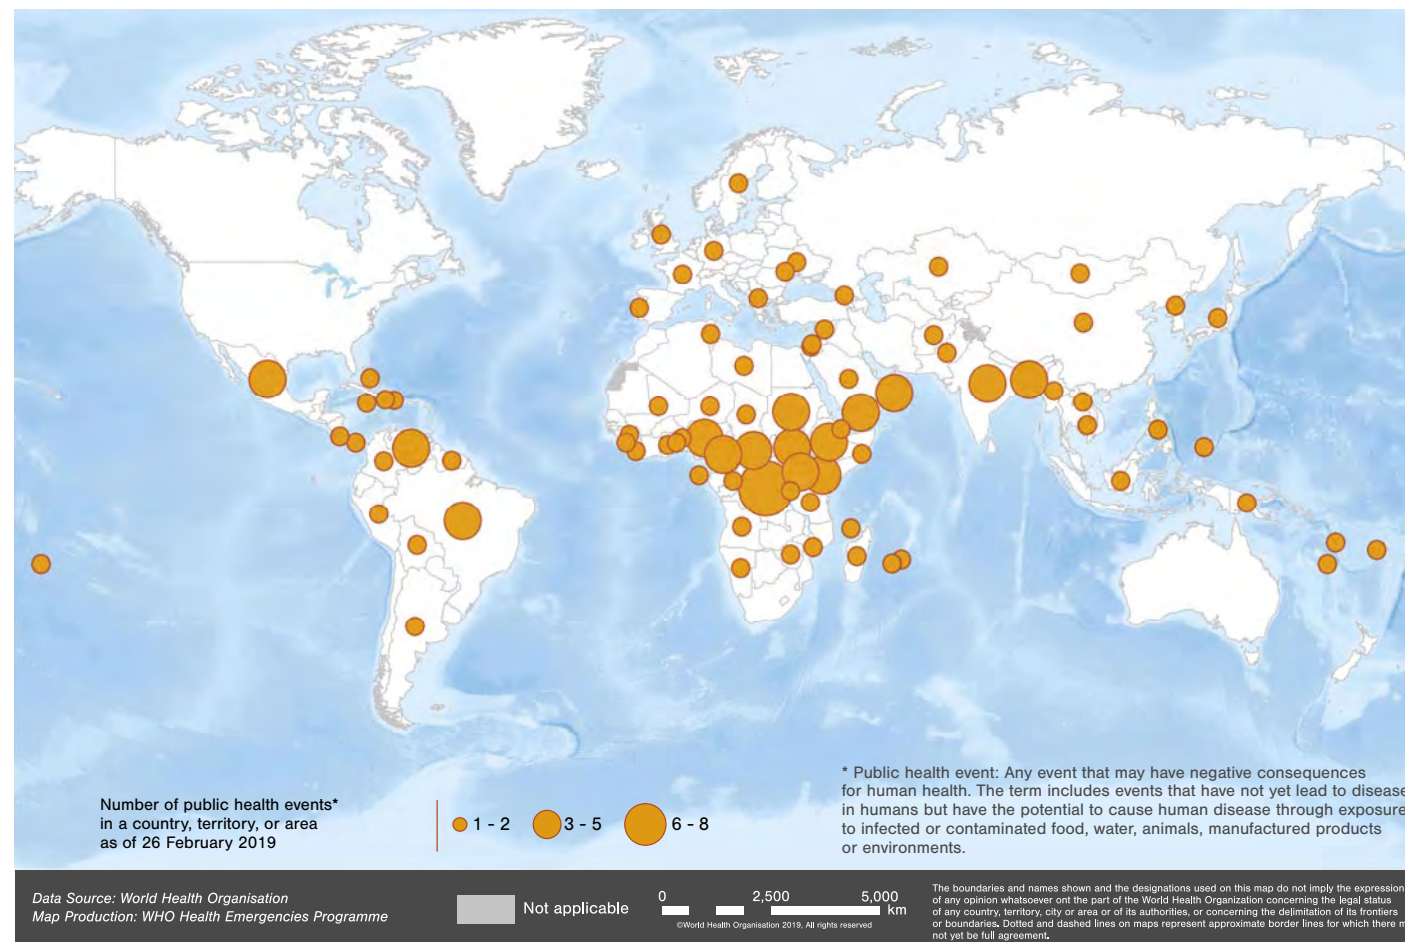 * Public health event: Any event that may have negative consequences
for human health. The term includes events that have not yet lead to disease
in humans but have the potential to cause human disease through exposure
to infected or contaminated food, water, animals, manufactured products
or environments.
Number of public health events*
in a country, territory, or area
as of 26 February 2019
1 - 2
3 - 5
6 - 8
Data Source: World Health Organisation
Map Production: WHO Health Emergencies Programme
Not applicable
0 2,500 5,000
km
©World Health Organisation 2019, All rights reserved
The boundaries and names shown and the designations used on this map do not imply the expression
of any opinion whatsoever ont the part of the World Health Organization concerning the legal status
of any country, territory, city or area or of its authorities, or concerning the delimitation of its frontiers
or boundaries. Dotted and dashed lines on maps represent approximate border lines for which there
not yet be full agreement.